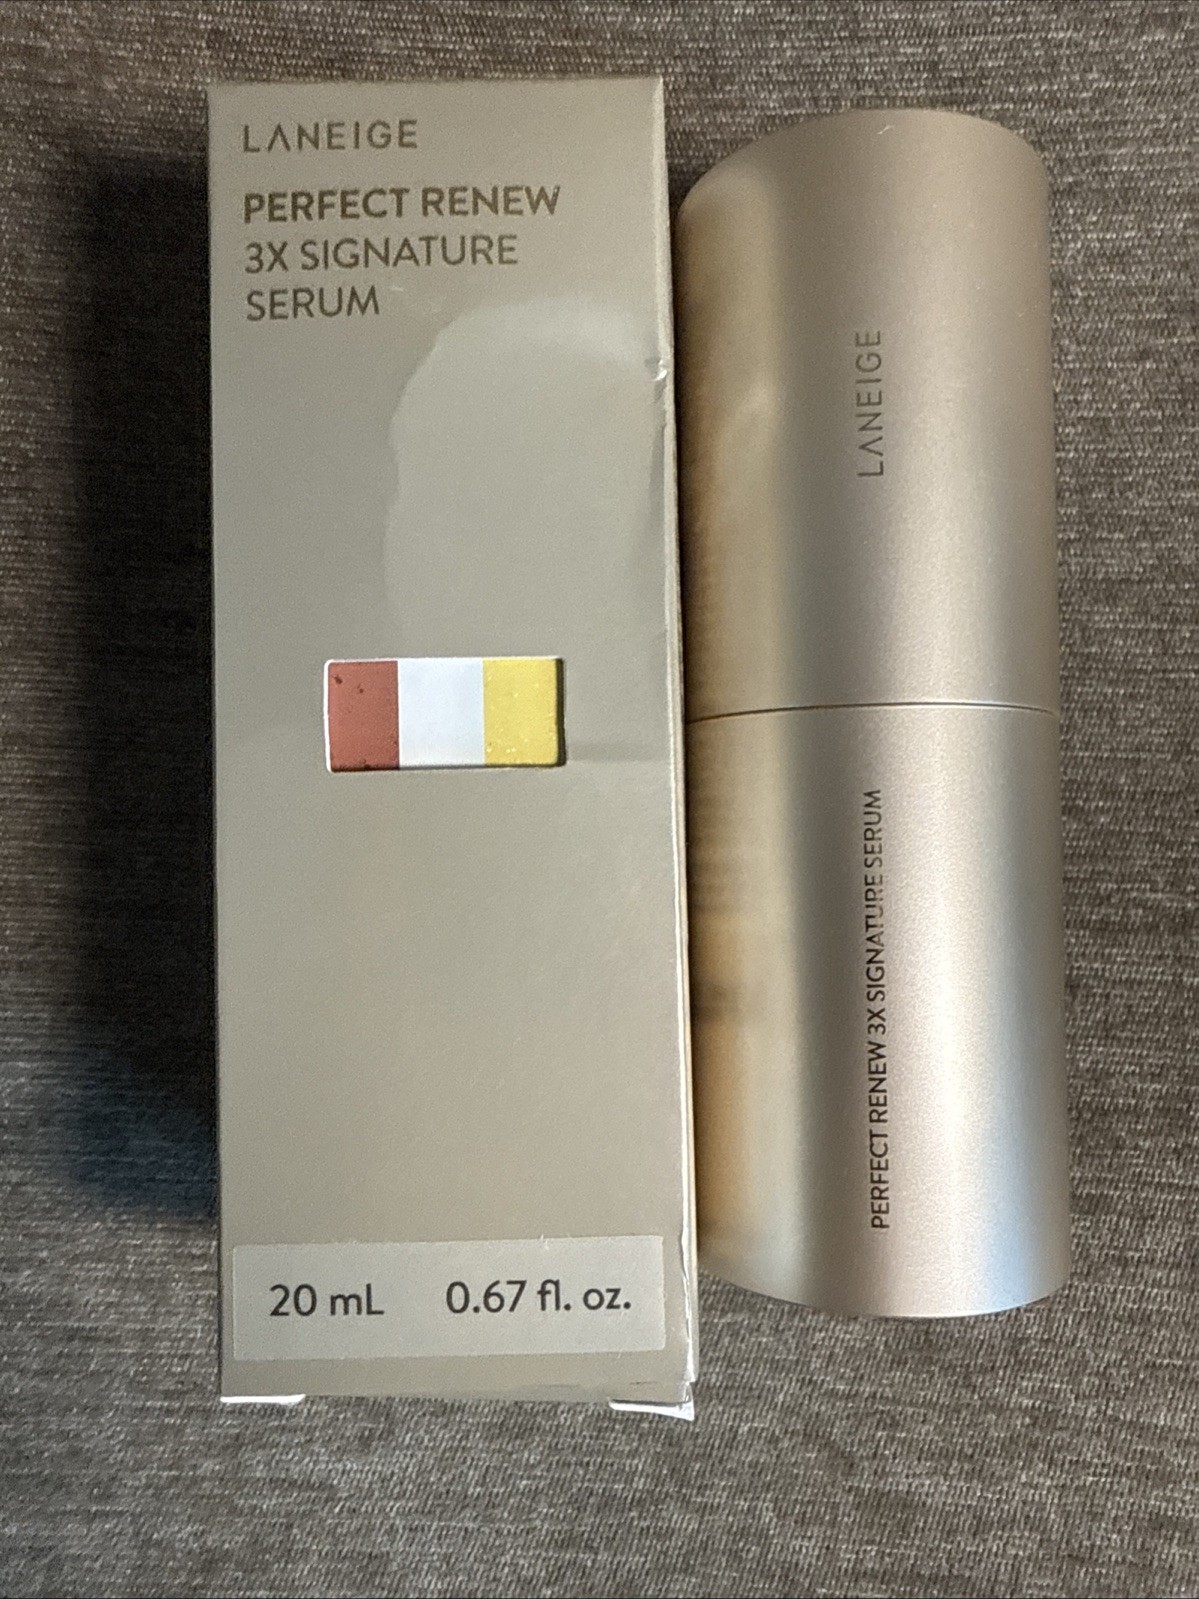 LANEIGE
PERFECT RENEW
3X SIGNATURE
SERUM
20 mL 0.67 fl. oz.
LANEIGE
PERFECT RENEW 3X SIGNATURE SERUM